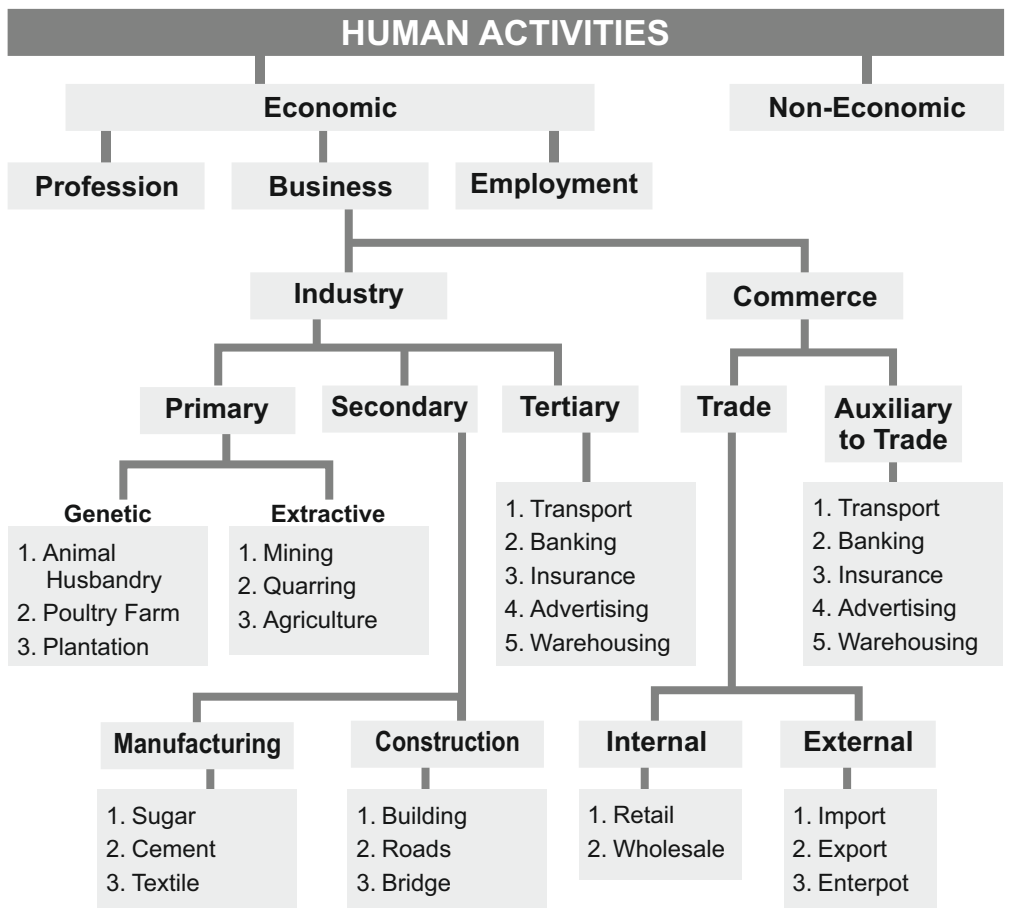 HUMAN ACTIVITIES
Economic
Non-Economic
Profession
Business
Employment
Industry
Commerce
Primary
Secondary
Tertiary
Trade
Auxiliary
to Trade
Genetic
1. Animal
Husbandry
2. Poultry Farm
3. Plantation
Extractive
1. Mining
2. Quarring
3. Agriculture
1. Transport
2. Banking
3. Insurance
4. Advertising
5. Warehousing
1. Transport
2. Banking
3. Insurance
4. Advertising
5. Warehousing
Manufacturing
1. Sugar
2. Cement
3. Textile
Construction
1. Building
2. Roads
3. Bridge
Internal
1. Retail
2. Wholesale
External
1. Import
2. Export
3. Enterpot